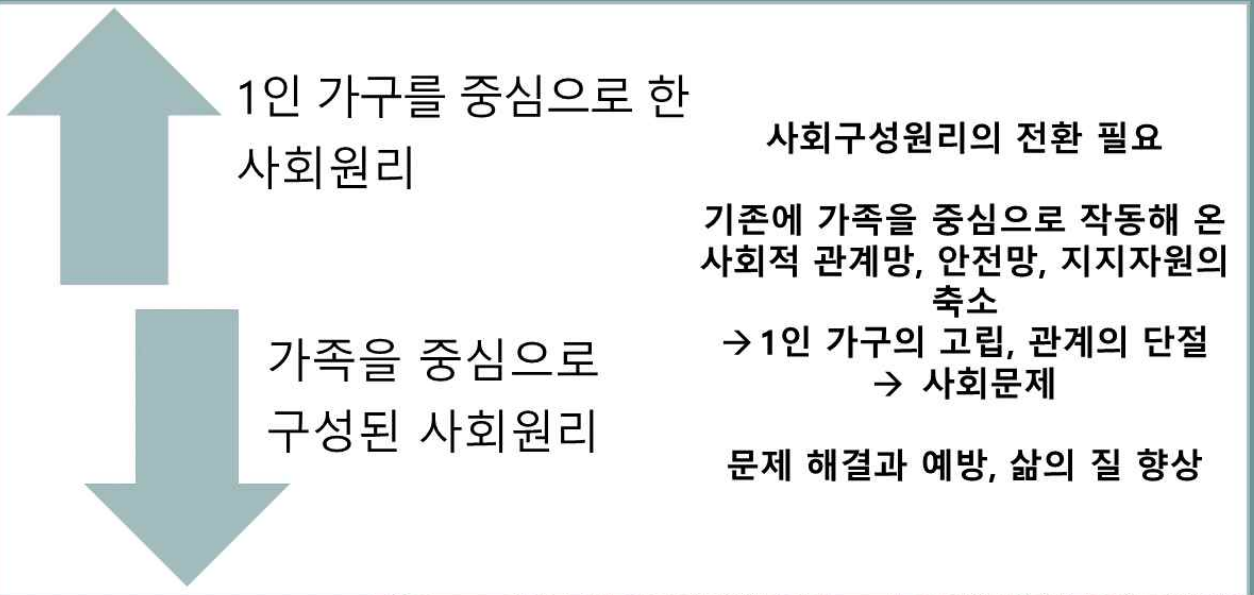 1인 가구를 중심으로 한
사회원리
가족을 중심으로
구성된 사회원리
사회구성원리의 전환 필요
기존에 가족을 중심으로 작동해 온
사회적 관계망, 안전망, 지지자원의
축소
→ 1인 가구의 고립, 관계의 단절
→ 사회문제
문제 해결과 예방, 삶의 질 향상